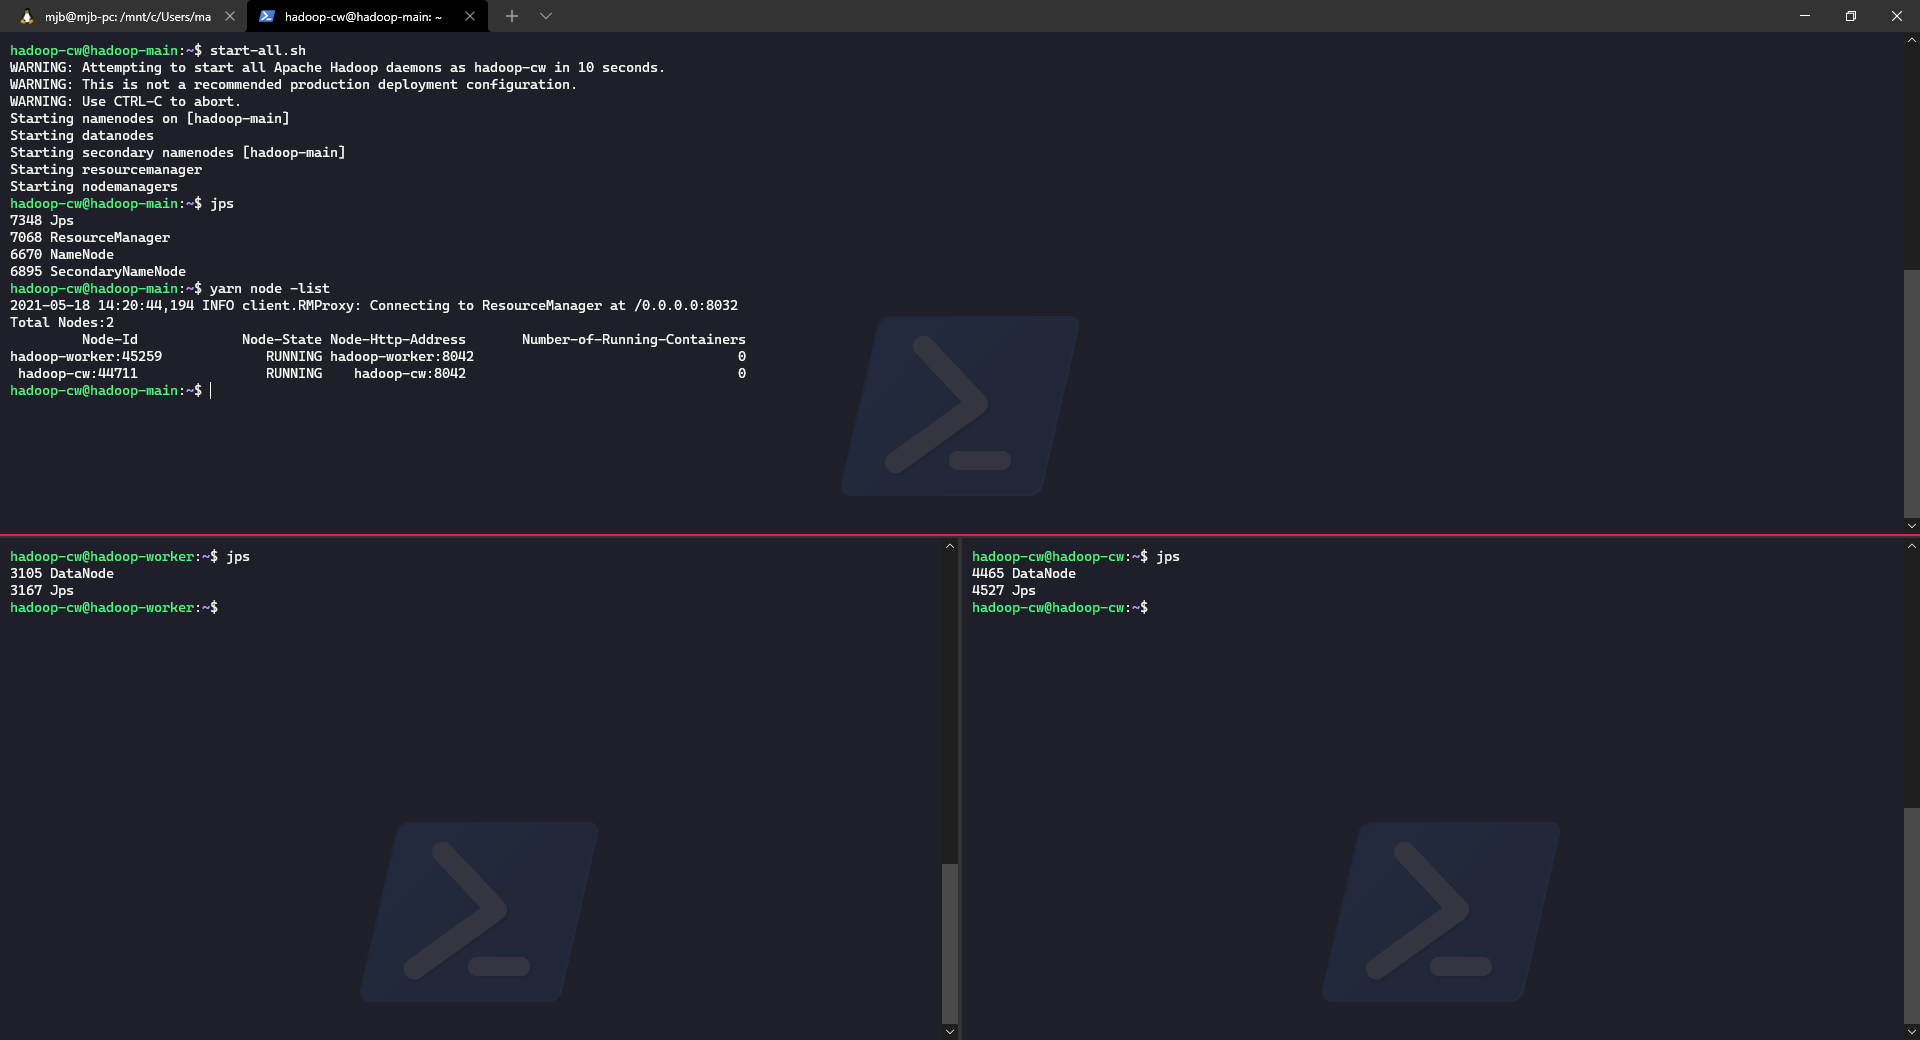 mjb@mjb-pc: /mnt/c/Users/ma
hadoop-cw@hadoop-main: ~
hadoop-cw@hadoop-main:~$ start-all.sh
WARNING: Attempting to start all Apache Hadoop daemons as hadoop-cw in 10 seconds.
WARNING: This is not a recommended production deployment configuration.
WARNING: Use CTRL-C to abort.
Starting namenodes on [hadoop-main]
Starting datanodes
Starting secondary namenodes [hadoop-main]
Starting resourcemanager
Starting nodemanagers
hadoop-cw@hadoop-main:~$ jps
7348 Jps
7068 ResourceManager
6670 NameNode
6895 SecondaryNameNode
hadoop-cw@hadoop-main:~$ yarn node -list
2021-05-18 14:20:44,194 INFO client.RMProxy: Connecting to ResourceManager at /0.0.0.0:8032
Total Nodes:2
Node-Id Node-State Node-Http-Address Number-of-Running-Containers
hadoop-worker:45259 RUNNING hadoop-worker:8042 0
hadoop-cw:44711 RUNNING hadoop-cw:8042 0
hadoop-cw@hadoop-main:~$
hadoop-cw@hadoop-worker:~$ jps
3105 DataNode
3167 Jps
hadoop-cw@hadoop-worker:~$
hadoop-cw@hadoop-cw:~$ jps
4465 DataNode
4527 Jps
hadoop-cw@hadoop-cw:~$